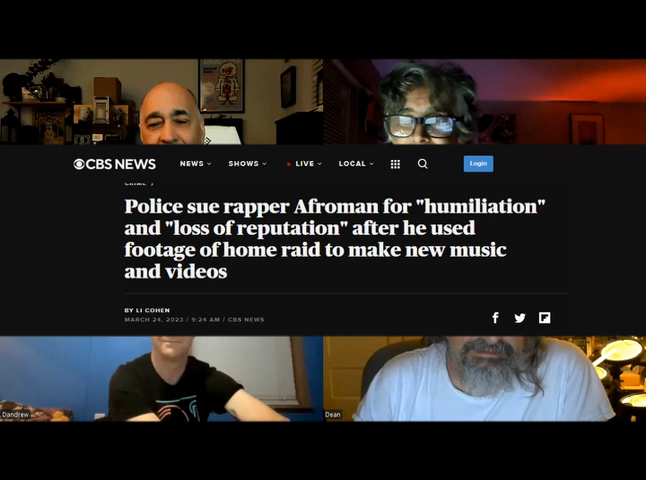 CBS NEWS NEWS SHOWS LIVE LOCAL Login
Police sue rapper Afroman for "humiliation"
and "loss of reputation" after he used
footage of home raid to make new music
and videos
BY LI COHEN
MARCH 24, 2023 / 9:24 AM / CBS NEWS
Dandrew
Dean